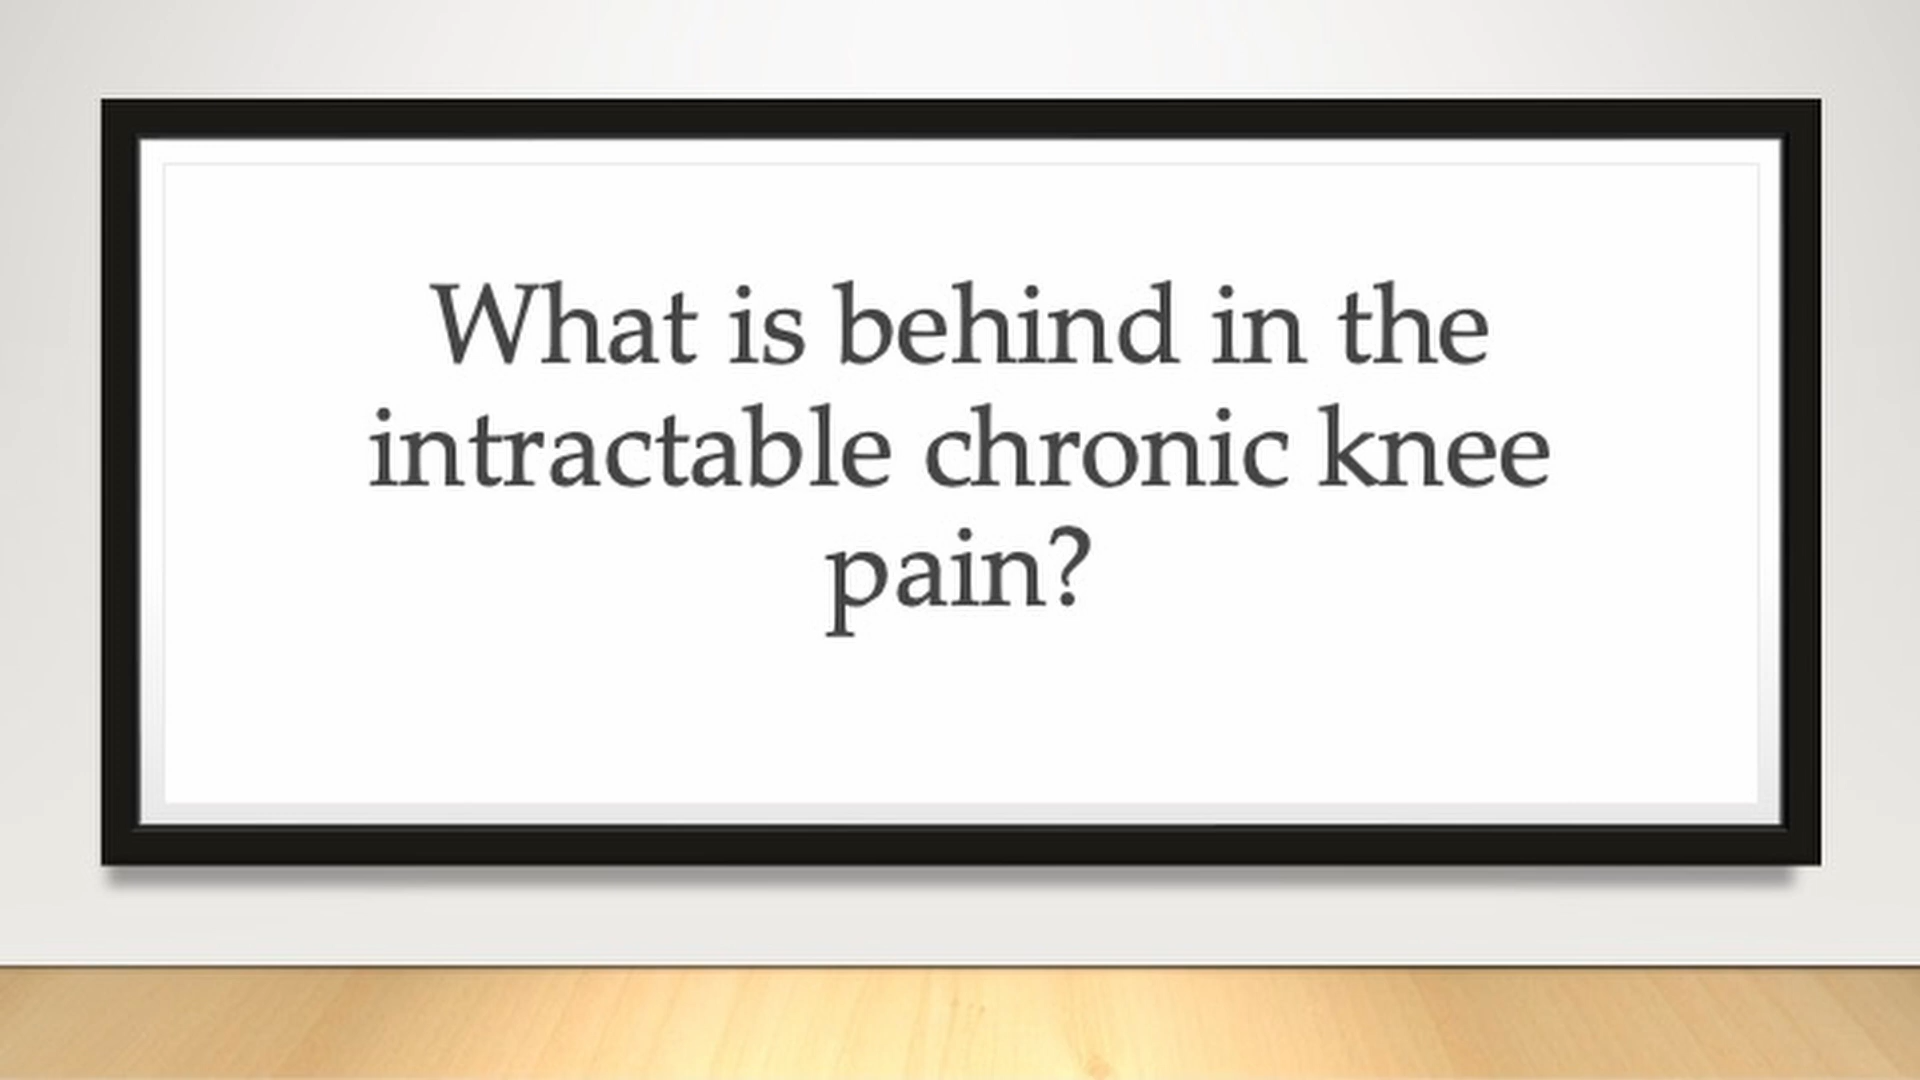 What is behind in the
intractable chronic knee
pain?